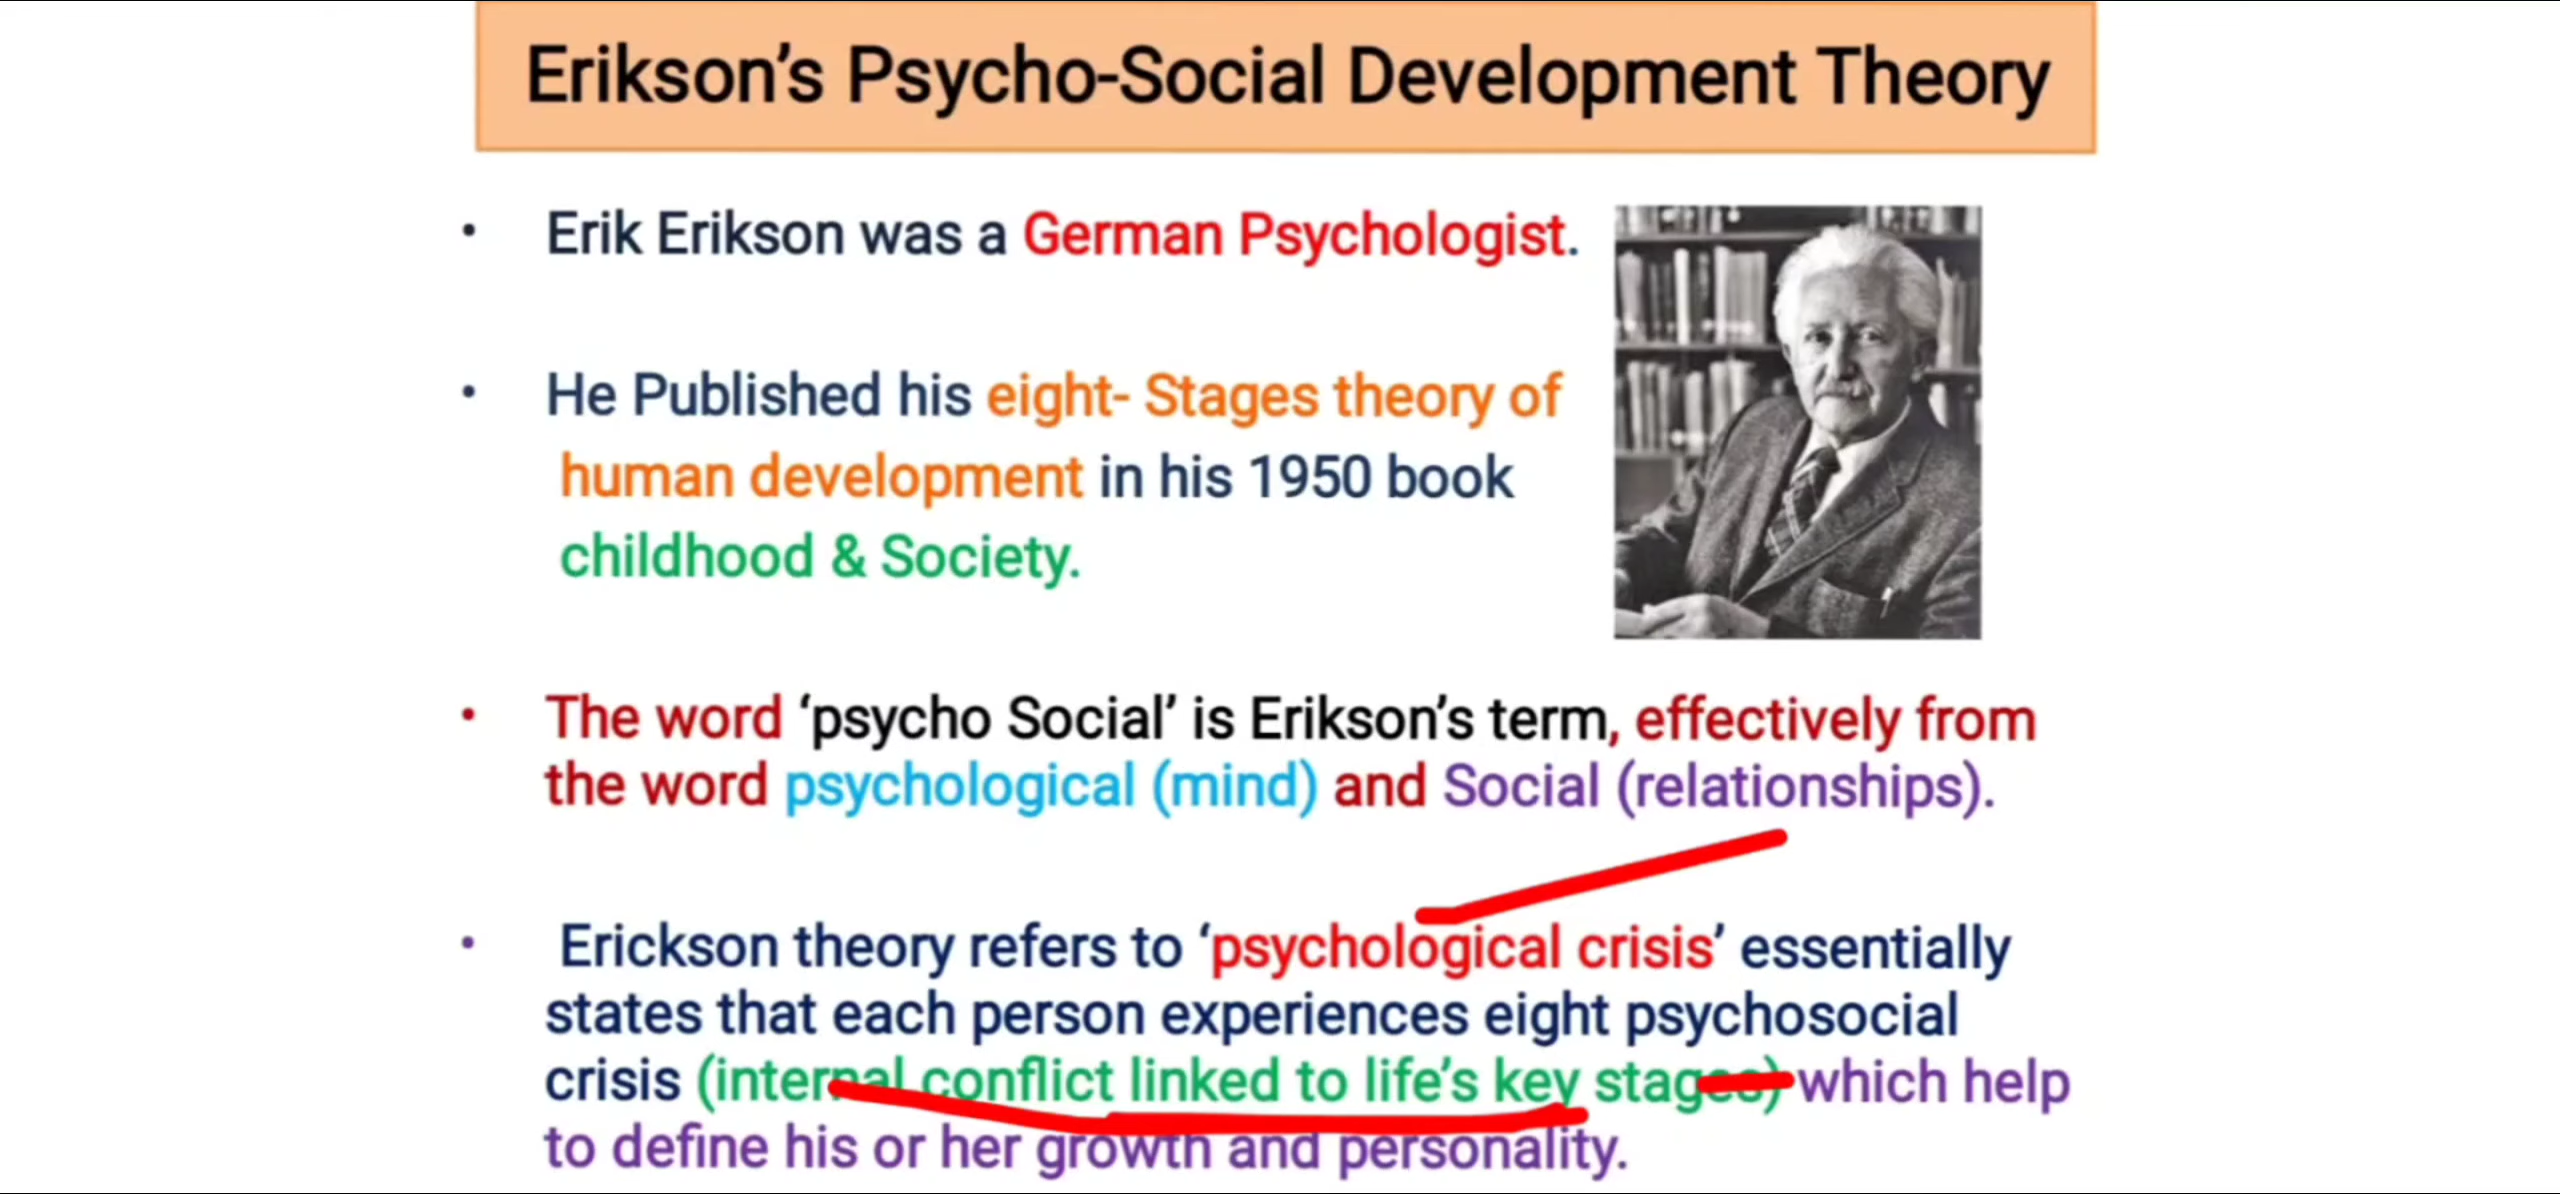 Erikson's Psycho-Social Development Theory
• Erik Erikson was a German Psychologist.
• He Published his eight- Stages theory of
human development in his 1950 book
childhood & Society.
• The word ‘psycho Social’ is Erikson’s term, effectively from
the word psychological (mind) and Social (relationships).
• Erickson theory refers to ‘psychological crisis’ essentially
states that each person experiences eight psychosocial
crisis (internal conflict linked to life’s key stages) which help
to define his or her growth and personality.